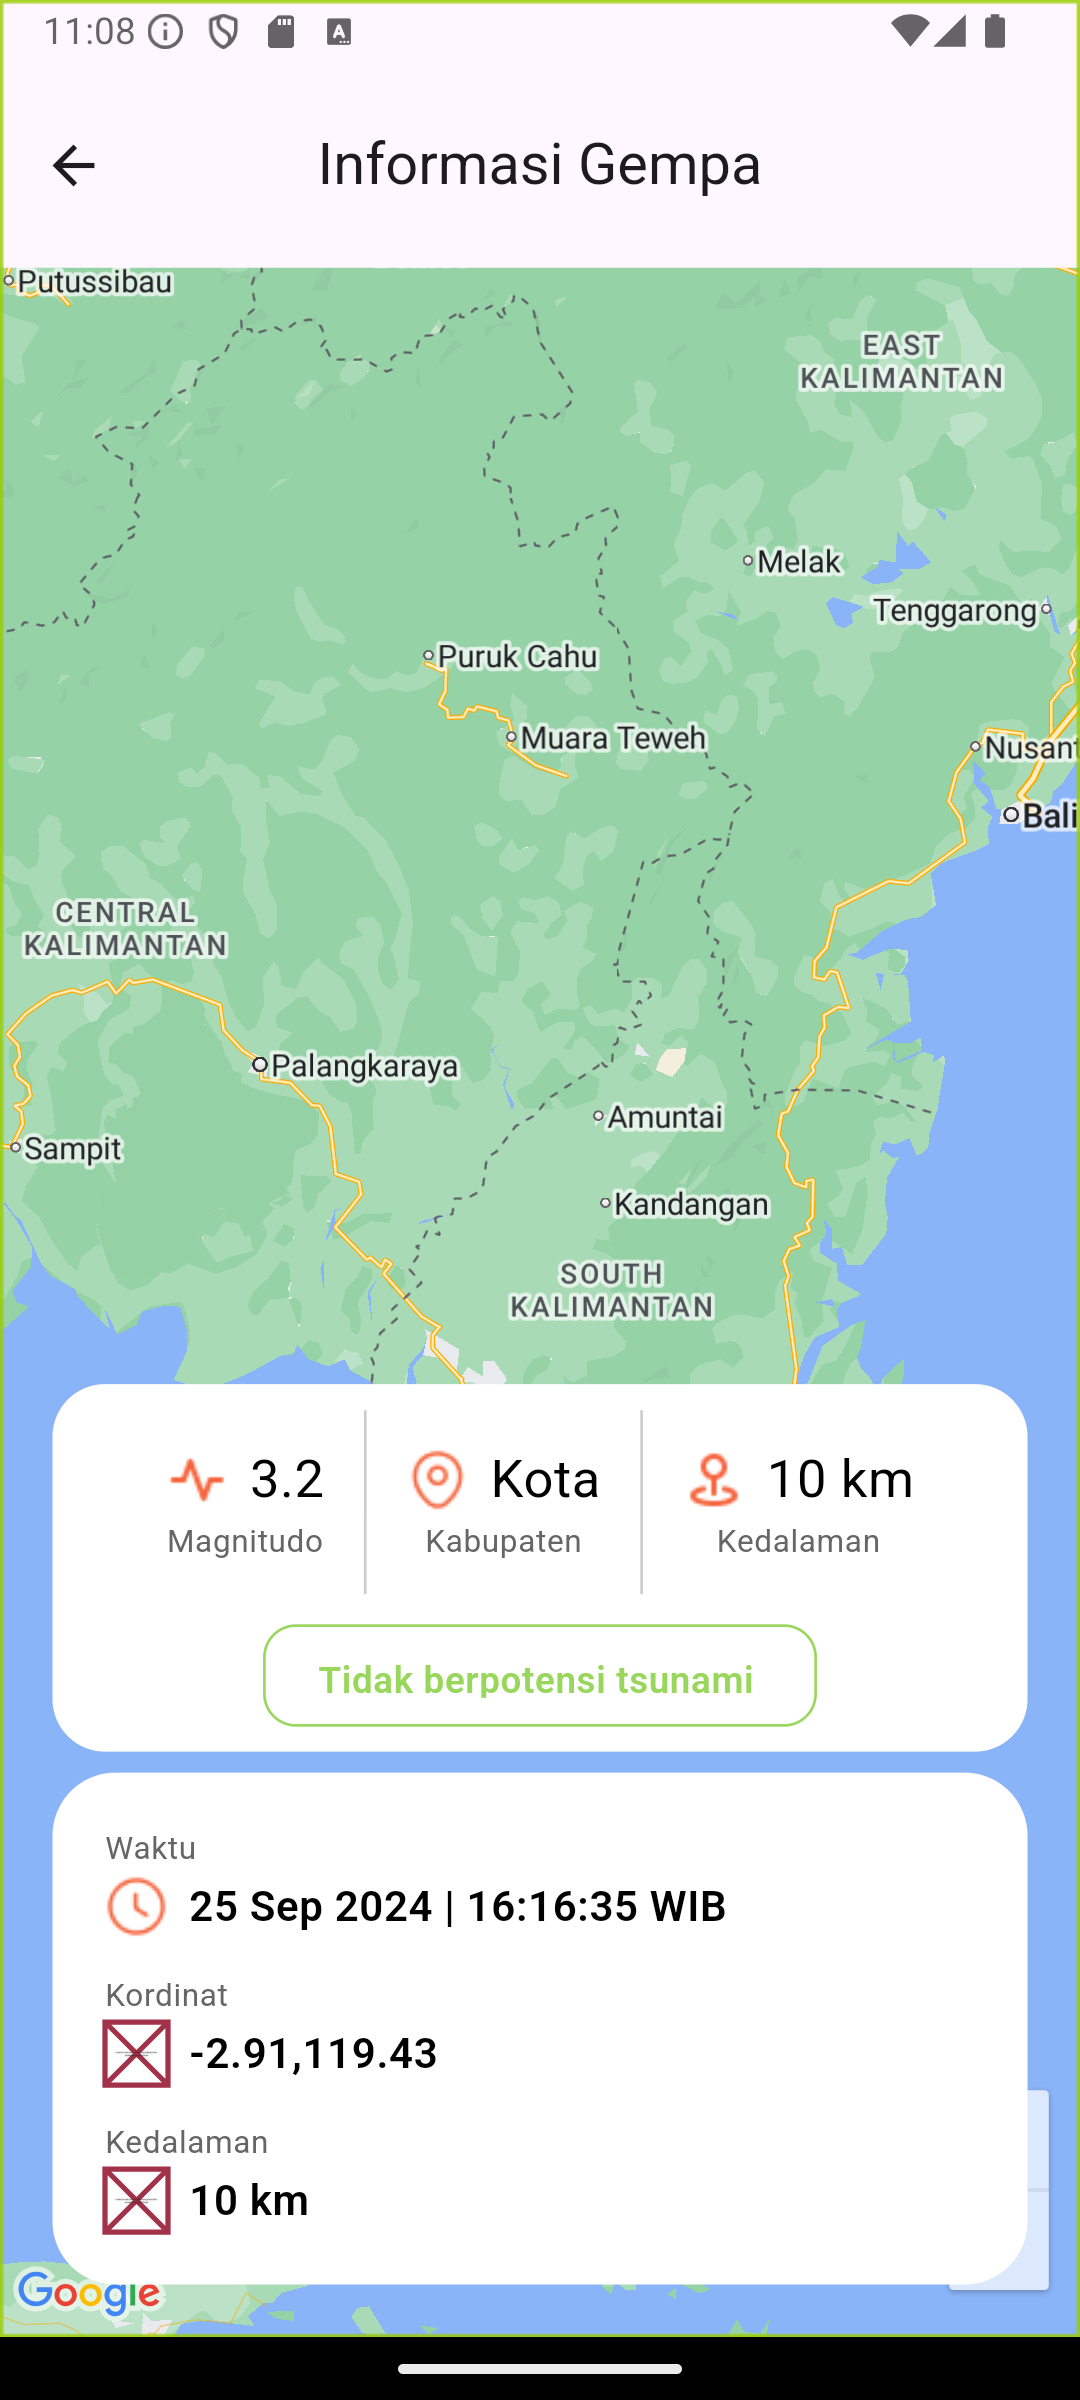 11:08
Informasi Gempa
Putussibau
EAST
KALIMANTAN
Melak
Tenggarong
Puruk Cahu
Muara Teweh
Nusant
Bali
CENTRAL
KALIMANTAN
Palangkaraya
Amuntai
Sampit
Kandangan
SOUTH
KALIMANTAN
3.2 Kota 10 km
Magnitudo Kabupaten Kedalaman
Tidak berpotensi tsunami
Waktu
25 Sep 2024 | 16:16:35 WIB
Kordinat
-2.91,119.43
Kedalaman
10 km
Google